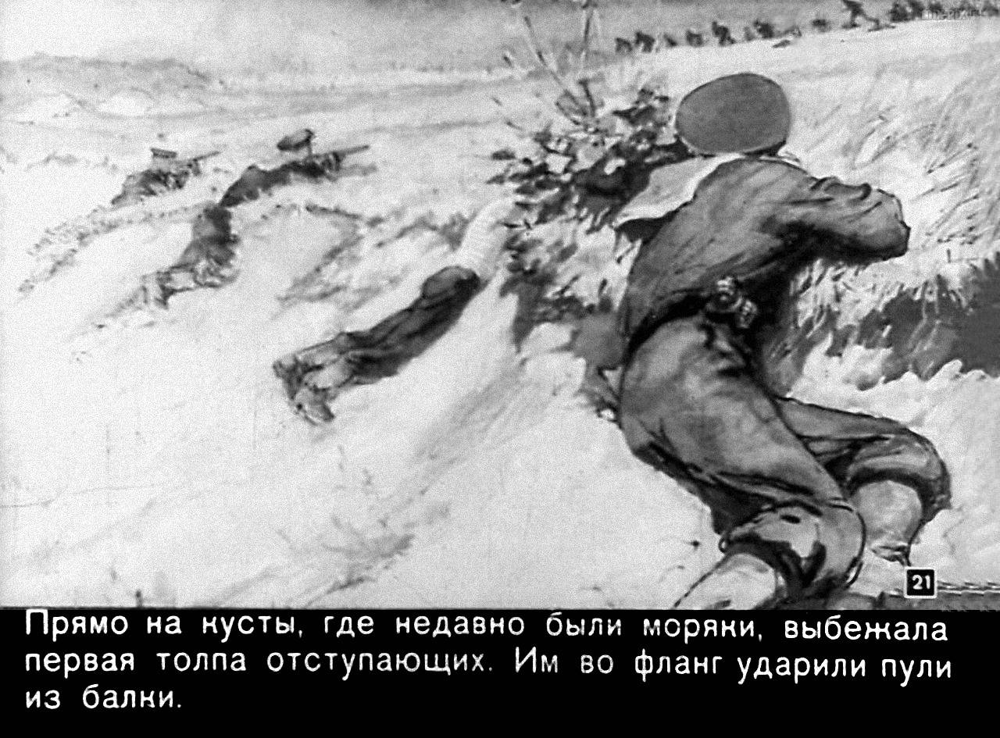 21
Прямо на кусты, где недавно были моряки, выбежала
первая толпа отступающих. Им во фланг ударили пули
из балки.